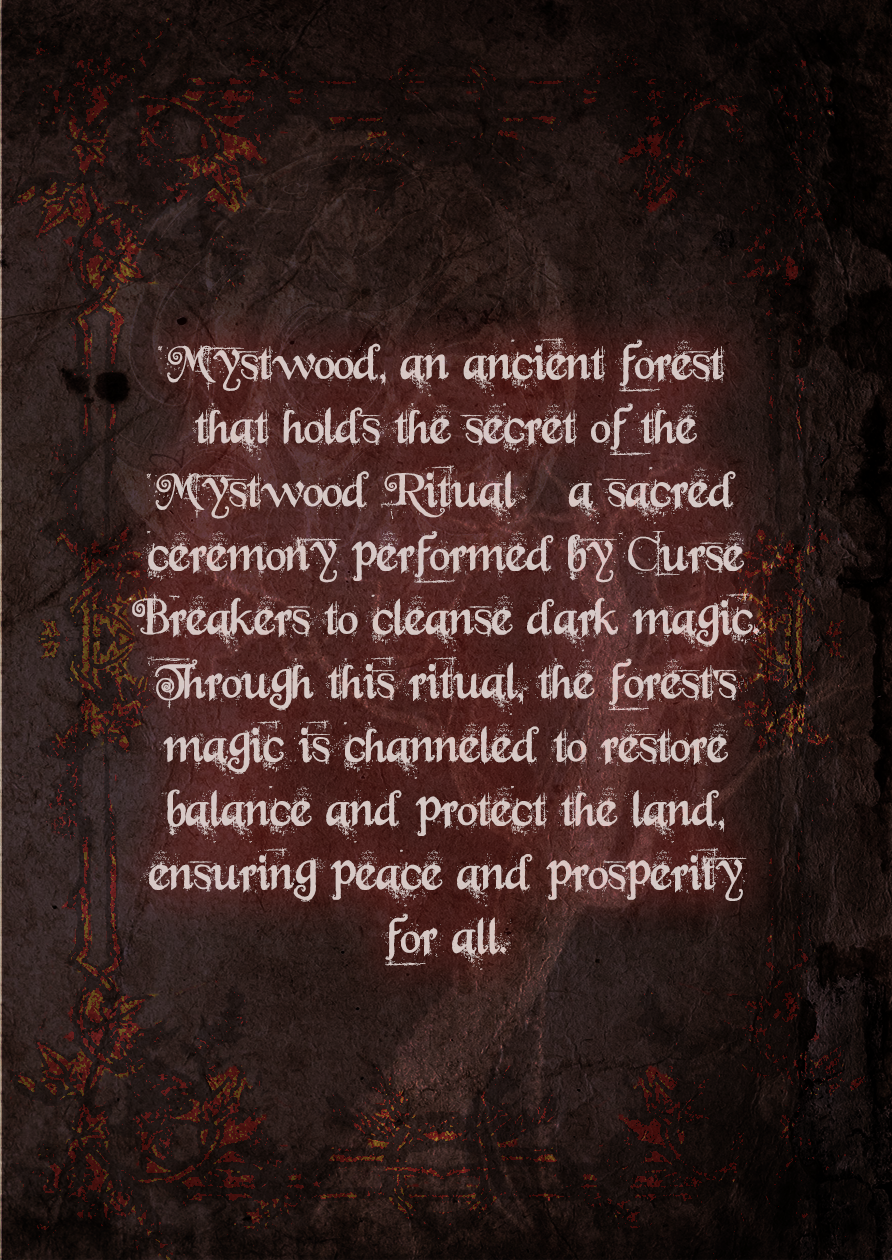 Mystwood, an ancient forest
that holds the secret of the
Mystwood Ritual   a sacred
ceremony performed by Curse
Breakers to cleanse dark magic.
Through this ritual, the forest's
magic is channeled to restore
balance and protect the land,
ensuring peace and prosperity
for all.